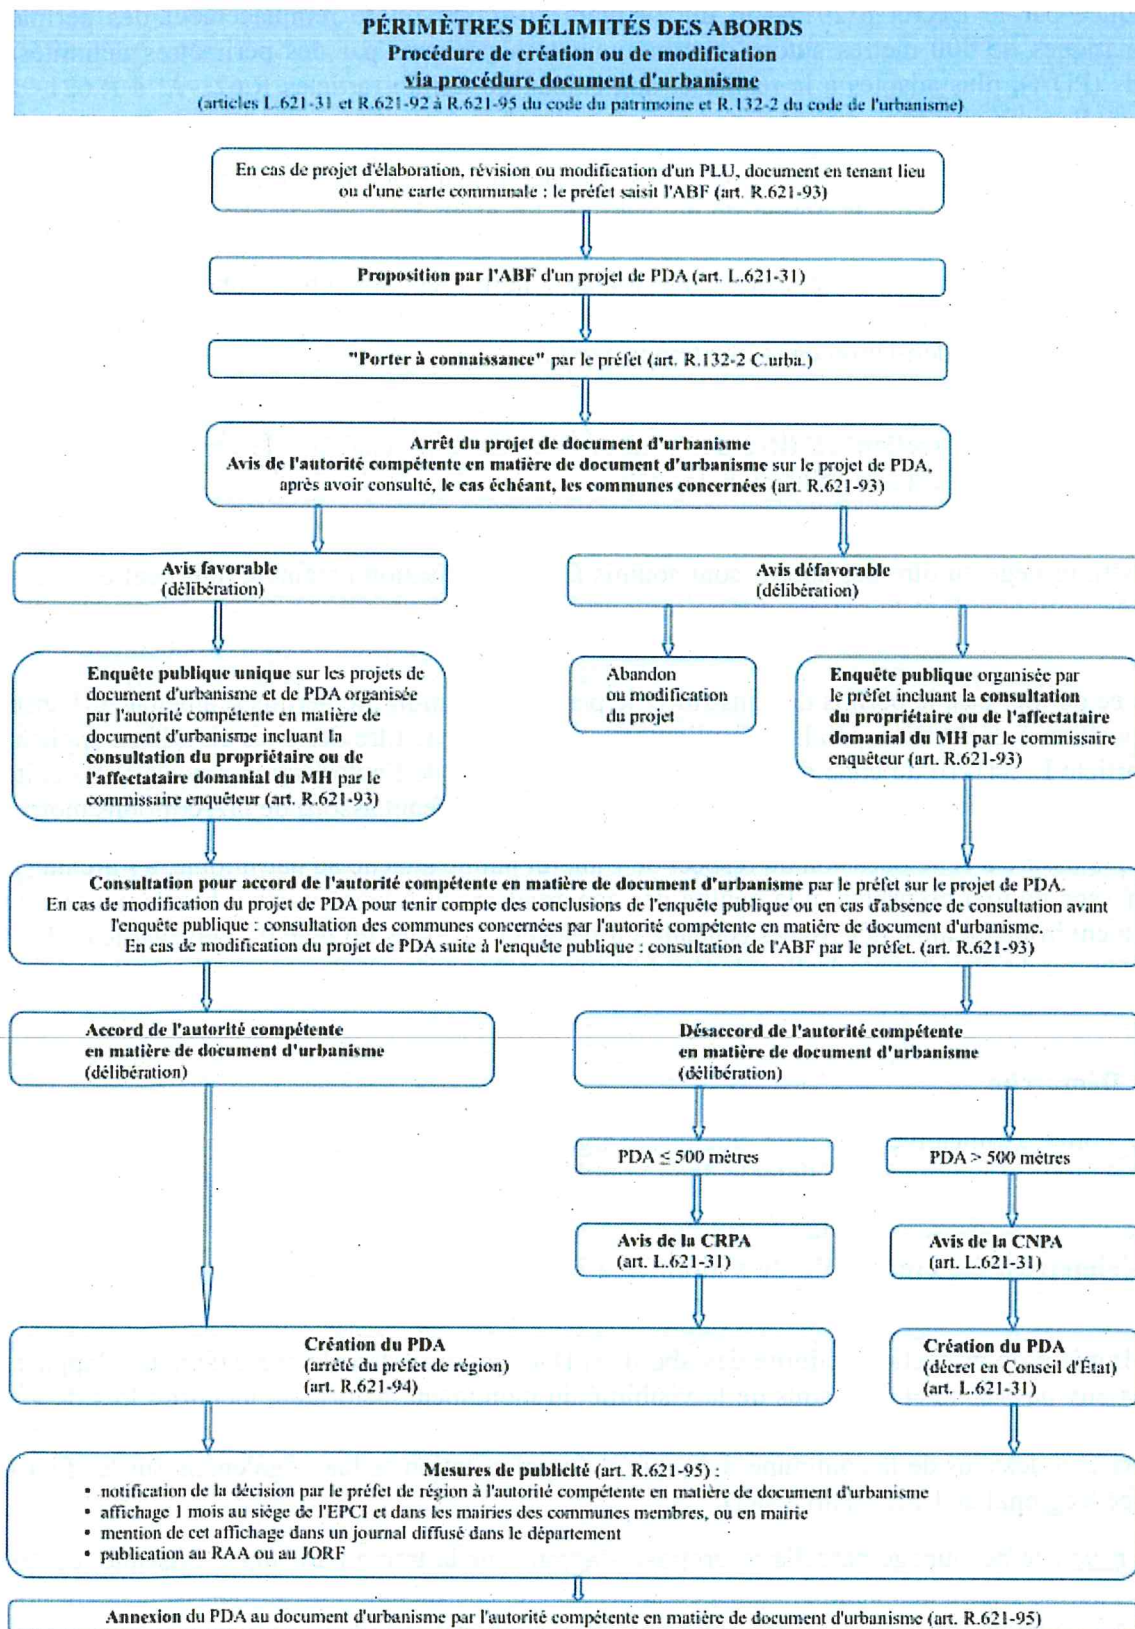 PÉRIMÈTRES DÉLIMITÉS DES ABORDS
Procédure de création ou de modification
via procédure document d'urbanisme
(articles L.621-31 et R.621-92 à R.621-95 du code du patrimoine et R.132-2 du code de l'urbanisme)
En cas de projet d'élaboration, révision ou modification d'un PLU, document en tenant lieu
ou d'une carte communale : le préfet saisit l'ABF (art. R.621-93)
Proposition par l'ABF d'un projet de PDA (art. L.621-31)
"Porter à connaissance" par le préfet (art. R.132-2 C.urba.)
Arrêt du projet de document d'urbanisme
Avis de l'autorité compétente en matière de document d'urbanisme sur le projet de PDA,
après avoir consulté, le cas échéant, les communes concernées (art. R.621-93)
Avis favorable
(délibération)
Avis défavorable
(délibération)
Enquête publique unique sur les projets de
document d'urbanisme et de PDA organisée
par l'autorité compétente en matière de
document d'urbanisme incluant la
consultation du propriétaire ou de
l'affectataire domanial du MH par le
commissaire enquêteur (art. R.621-93)
Abandon
ou modification
du projet
Enquête publique organisée par
le préfet incluant la consultation
du propriétaire ou de l'affectataire
domanial du MH par le commissaire
enquêteur (art. R.621-93)
Consultation pour accord de l'autorité compétente en matière de document d'urbanisme par le préfet sur le projet de PDA.
En cas de modification du projet de PDA pour tenir compte des conclusions de l'enquête publique ou en cas d'absence de consultation avant
l'enquête publique : consultation des communes concernées par l'autorité compétente en matière de document d'urbanisme.
En cas de modification du projet de PDA suite à l'enquête publique : consultation de l'ABF par le préfet. (art. R.621-93)
Accord de l'autorité compétente
en matière de document d'urbanisme
(délibération)
Désaccord de l'autorité compétente
en matière de document d'urbanisme
(délibération)
PDA ≤ 500 mètres
PDA > 500 mètres
Avis de la CRPA
(art. L.621-31)
Avis de la CNPA
(art. L.621-31)
Création du PDA
(arrêté du préfet de région)
(art. R.621-94)
Création du PDA
(décret en Conseil d'État)
(art. L.621-31)
Mesures de publicité (art. R.621-95) :
• notification de la décision par le préfet de région à l'autorité compétente en matière de document d'urbanisme
• affichage 1 mois au siège de l'EPCI et dans les mairies des communes membres, ou en mairie
• mention de cet affichage dans un journal diffusé dans le département
• publication au RAA ou au JORF
Annexion du PDA au document d'urbanisme par l'autorité compétente en matière de document d'urbanisme (art. R.621-95)